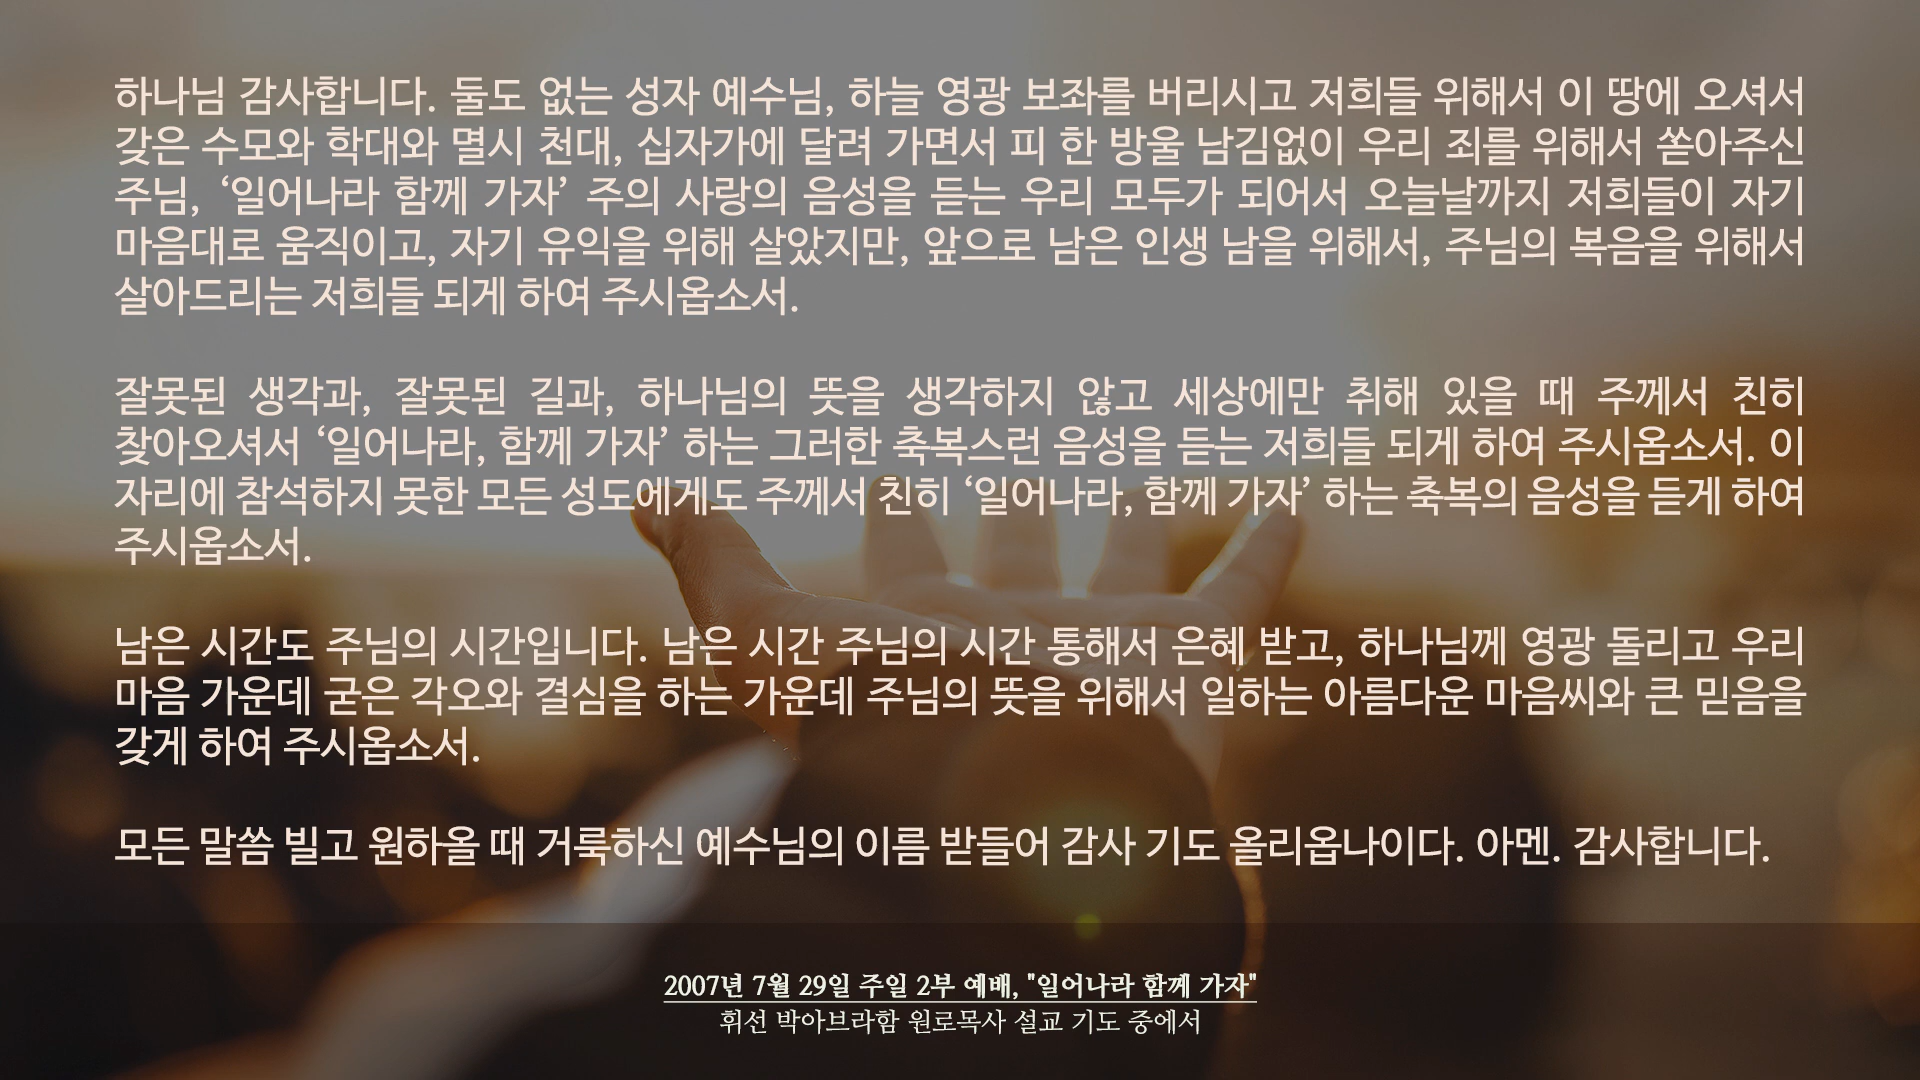 하나님 감사합니다. 둘도 없는 성자 예수님, 하늘 영광 보좌를 버리시고 저희들 위해서 이 땅에 오셔서
갖은 수모와 학대와 멸시 천대, 십자가에 달려 가면서 피 한 방울 남김없이 우리 죄를 위해서 쏟아주신
주님, ‘일어나라 함께 가자’ 주의 사랑의 음성을 듣는 우리 모두가 되어서 오늘날까지 저희들이 자기
마음대로 움직이고, 자기 유익을 위해 살았지만, 앞으로 남은 인생 남을 위해서, 주님의 복음을 위해서
살아드리는 저희들 되게 하여 주시옵소서.
잘못된 생각과, 잘못된 길과, 하나님의 뜻을 생각하지 않고 세상에만 취해 있을 때 주께서 친히
찾아오셔서 ‘일어나라, 함께 가자’ 하는 그러한 축복스런 음성을 듣는 저희들 되게 하여 주시옵소서. 이
자리에 참석하지 못한 모든 성도에게도 주께서 친히 ‘일어나라, 함께 가자’ 하는 축복의 음성을 듣게 하여
주시옵소서.
남은 시간도 주님의 시간입니다. 남은 시간 주님의 시간 통해서 은혜 받고, 하나님께 영광 돌리고 우리
마음 가운데 굳은 각오와 결심을 하는 가운데 주님의 뜻을 위해서 일하는 아름다운 마음씨와 큰 믿음을
갖게 하여 주시옵소서.
모든 말씀 빌고 원하올 때 거룩하신 예수님의 이름 받들어 감사 기도 올리옵나이다. 아멘. 감사합니다.
2007년 7월 29일 주일 2부 예배, "일어나라 함께 가자"
휘선 박아브라함 원로목사 설교 기도 중에서